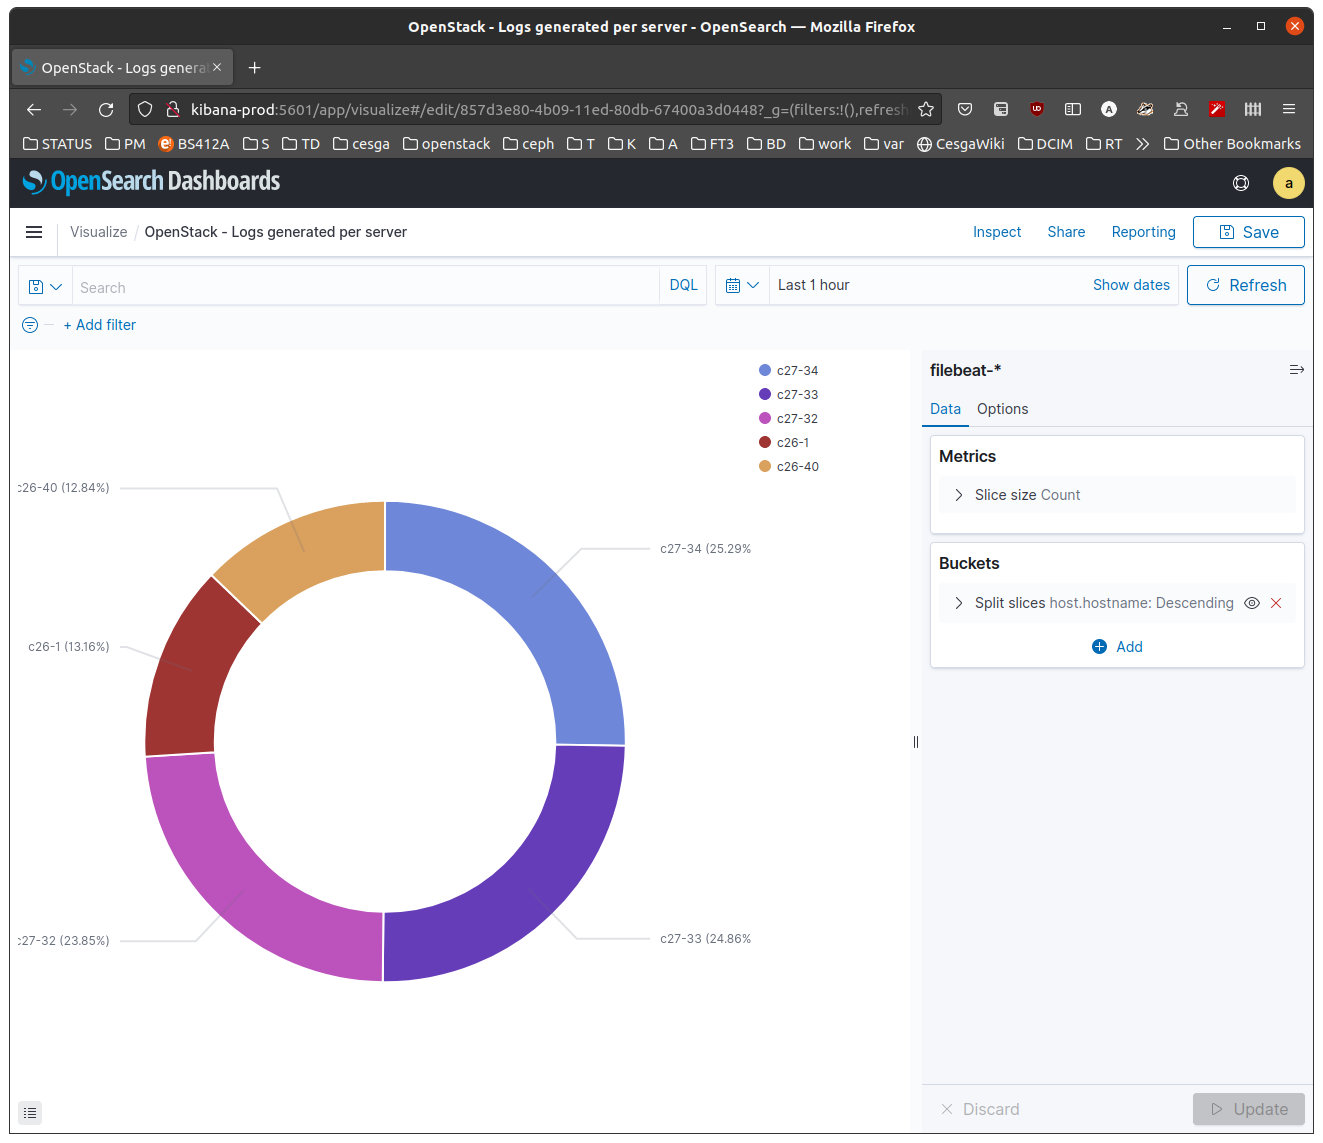 OpenStack - Logs generated per server - OpenSearch — Mozilla Firefox
OpenStack - Logs genera
kibana-prod:5601/app/visualize#/edit/857d3e80-4b09-11ed-80db-67400a3d0448?_g=(filters:!(),refresh
STATUS PM BS412A S TD cesga openstack ceph T K A FT3 BD work var CesgaWiki DCIM RT Other Bookmarks
OpenSearch Dashboards a
Visualize / OpenStack - Logs generated per server Inspect Share Reporting Save
Search DQL Last 1 hour Show dates Refresh
+ Add filter
c27-34
c27-33
c27-32
c26-1
c26-40
c26-40 (12.84%)
c27-34 (25.29%
c26-1 (13.16%)
c27-32 (23.85%)
c27-33 (24.86%
filebeat-*
Data Options
Metrics
Slice size Count
Buckets
Split slices host.hostname: Descending
Add
Discard Update